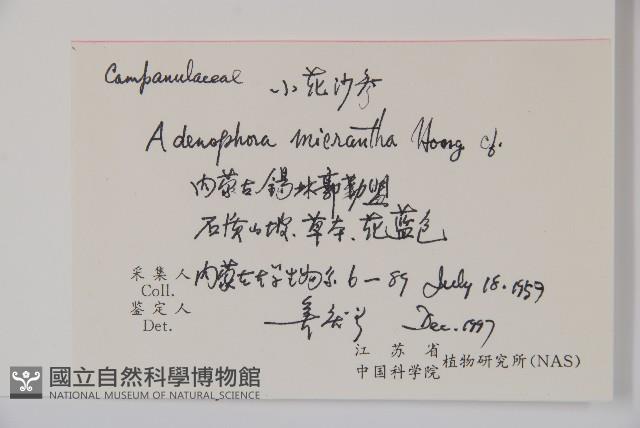 Campanulaceae 小花沙参
Adenophora micrantha Hong cf.
内蒙古锡林郭勒盟
石质山坡、草本、花蓝色
采集人 内蒙古大学生物系 6-89 July 18. 1959
Coll.
鉴定人
Det. Dec. 1997
江苏省
中国科学院 植物研究所(NAS)
國立自然科學博物館
NATIONAL MUSEUM OF NATURAL SCIENCE